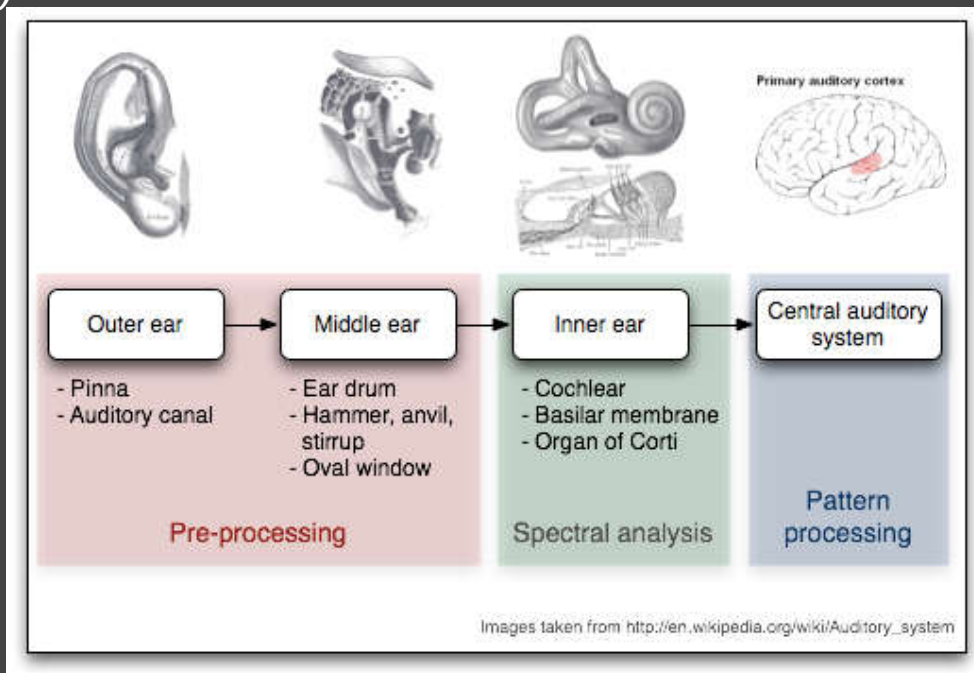 Primary auditory cortex
Outer ear
Middle ear
Inner ear
Central auditory
system
- Pinna
- Auditory canal
- Ear drum
- Hammer, anvil,
stirrup
- Oval window
- Cochlear
- Basilar membrane
- Organ of Corti
Pre-processing
Spectral analysis
Pattern
processing
Images taken from http://en.wikipedia.org/wiki/Auditory_system